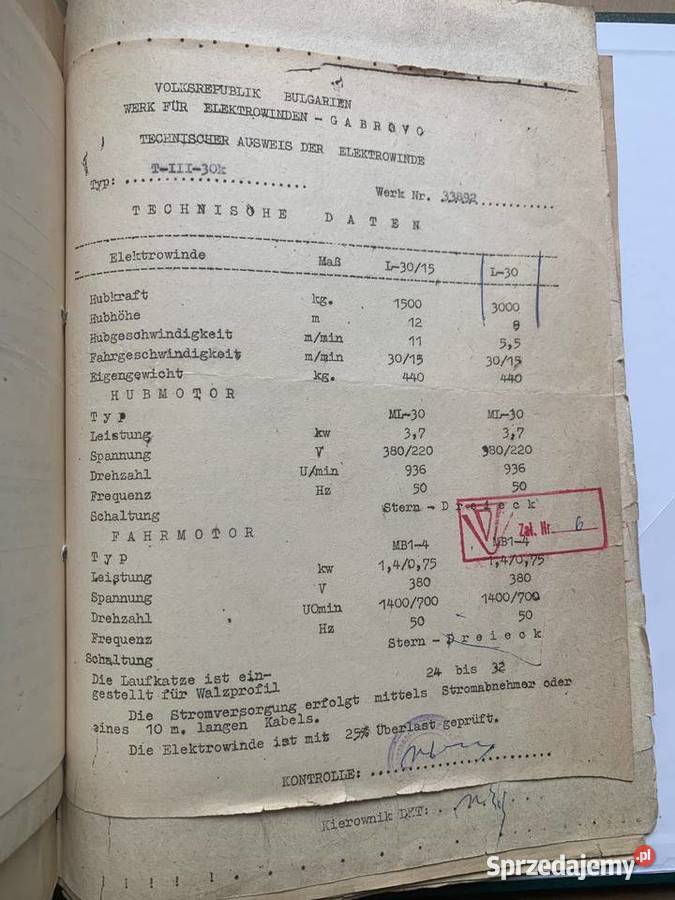 VOLKSREPUBLIK BULGARIEN
WERK FÜR ELEKTROWINDEN - GABROVO
TECHNISCHER AUSWEIS DER ELEKTROWINDE
Typ: T-III-30k
Werk Nr. 33892
TECHNISCHE DATEN
Elektrowinde Maß L-30/15 L-30
Hubkraft kg. 1500 3000
Hubhöhe m 12
Hubgeschwindigkeit m/min 11 5,5
Fahrgeschwindigkeit m/min 30/15 30/15
Eigengewicht kg. 440 440
HUBMOTOR
Typ ML-30 ML-30
Leistung kw 3,7 3,7
Spannung V 380/220 380/220
Drehzahl U/min 936 936
Frequenz Hz 50 50
Schaltung Stern - Dreieck
Zał. Nr 6
FAHRMOTOR
Typ MB1-4 MB1-4
Leistung kw 1,4/0,75 1,4/0,75
Spannung V 380 380
Drehzahl UOmin 1400/700 1400/700
Frequenz Hz 50 50
Schaltung Stern - Dreieck
Die Laufkatze ist ein-
gestellt für Walzprofil 24 bis 32
Die Stromversorgung erfolgt mittels Stromabnehmer oder
eines 10 m. langen Kabels.
Die Elektrowinde ist mit 25% Überlast geprüft.
KONTROLLE:
Kierownik DKT:
Sprzedajemy.pl